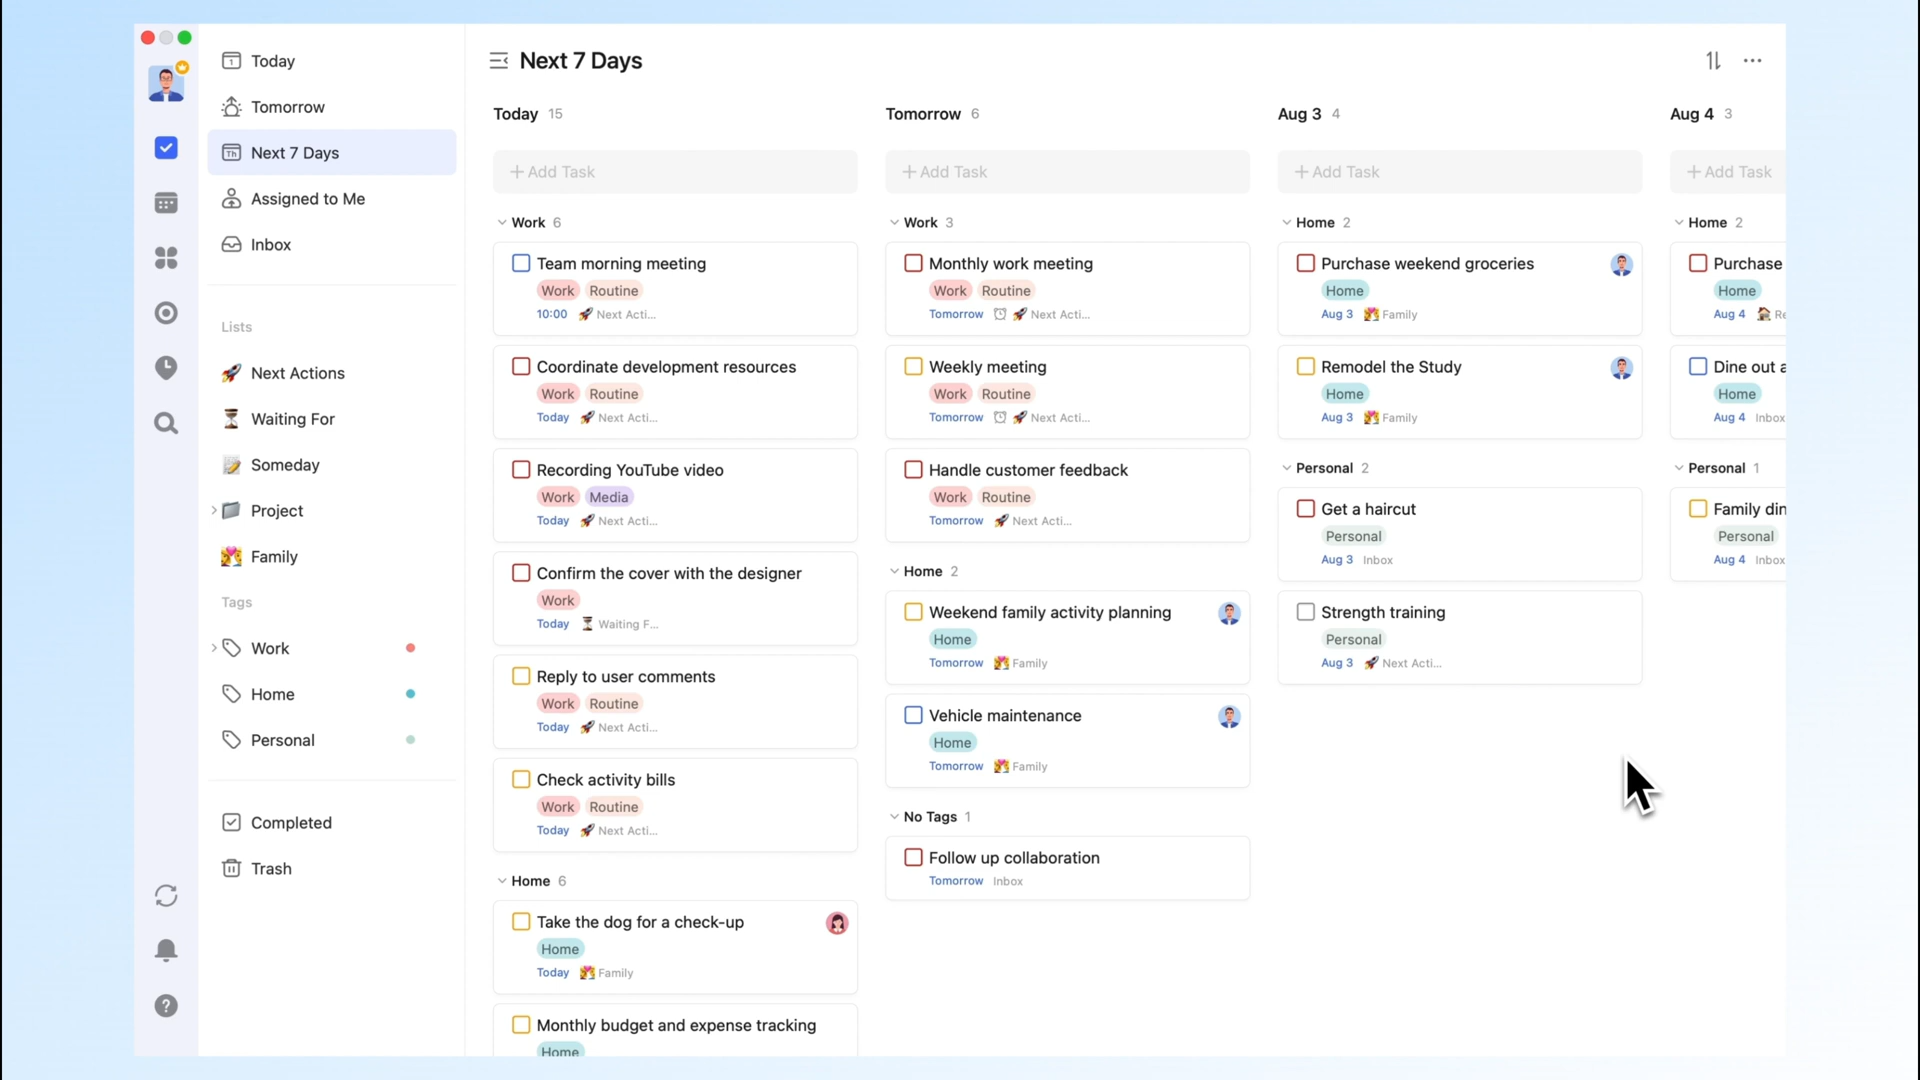 Today
Tomorrow
Next 7 Days
Assigned to Me
Inbox
Lists
Next Actions
Waiting For
Someday
Project
Family
Tags
Work
Home
Personal
Completed
Trash
Next 7 Days
Today 15
+ Add Task
Work 6
Team morning meeting
Work Routine
10:00 Next Acti...
Coordinate development resources
Work Routine
Today Next Acti...
Recording YouTube video
Work Media
Today Next Acti...
Confirm the cover with the designer
Work
Today Waiting F...
Reply to user comments
Work Routine
Today Next Acti...
Check activity bills
Work Routine
Today Next Acti...
Home 6
Take the dog for a check-up
Home
Today Family
Monthly budget and expense tracking
Home
Tomorrow 6
+ Add Task
Work 3
Monthly work meeting
Work Routine
Tomorrow Next Acti...
Weekly meeting
Work Routine
Tomorrow Next Acti...
Handle customer feedback
Work Routine
Tomorrow Next Acti...
Home 2
Weekend family activity planning
Home
Tomorrow Family
Vehicle maintenance
Home
Tomorrow Family
No Tags 1
Follow up collaboration
Tomorrow Inbox
Aug 3 4
+ Add Task
Home 2
Purchase weekend groceries
Home
Aug 3 Family
Remodel the Study
Home
Aug 3 Family
Personal 2
Get a haircut
Personal
Aug 3 Inbox
Strength training
Personal
Aug 3 Next Acti...
Aug 4 3
+ Add Task
Home 2
Purchase
Home
Aug 4 Re
Dine out a
Home
Aug 4 Inbox
Personal 1
Family din
Personal
Aug 4 Inbox